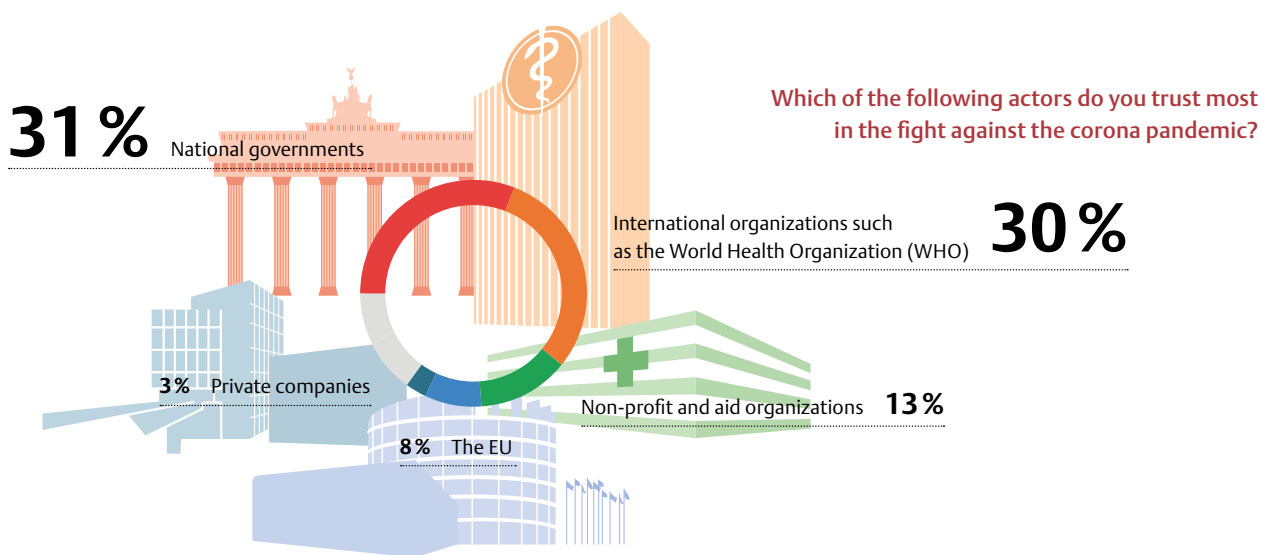 Which of the following actors do you trust most
in the fight against the corona pandemic?
31 % National governments
International organizations such
as the World Health Organization (WHO) 30 %
3 % Private companies
Non-profit and aid organizations 13 %
8 % The EU